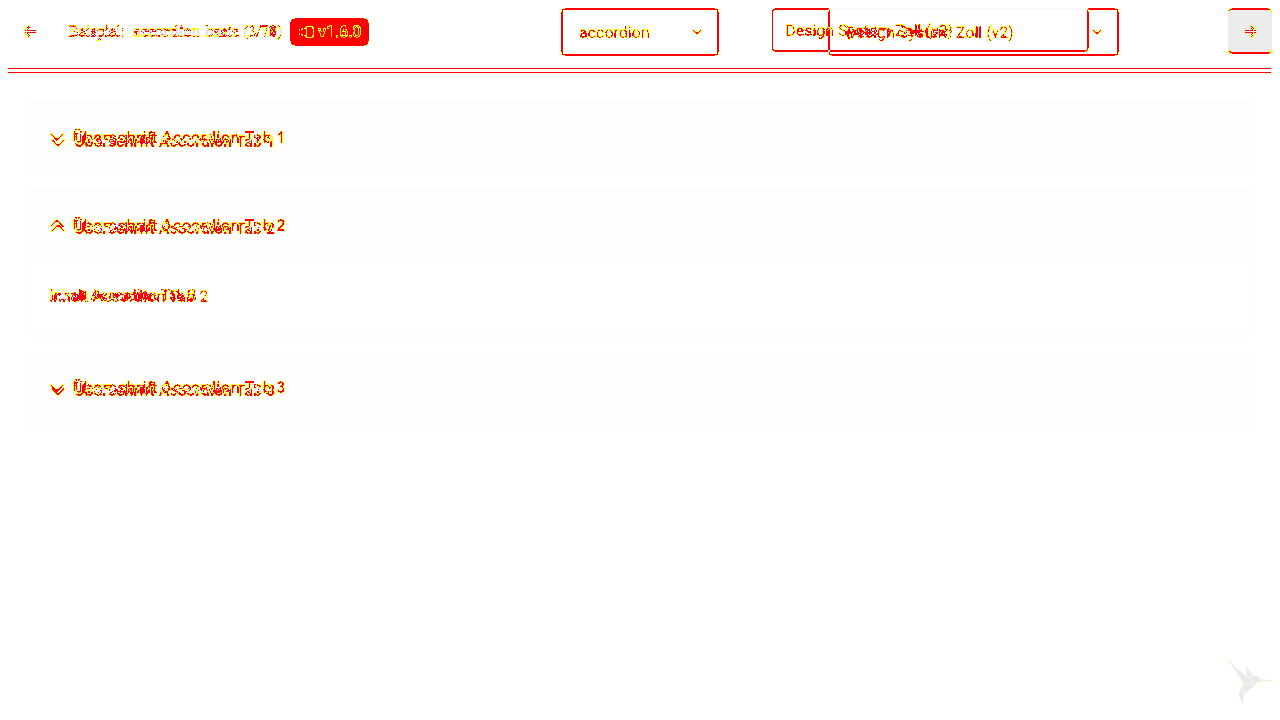 Beispiel: accordion basic (3/78) v1.6.0
accordion
Design System Zoll (v2)
Überschrift Accordion Tab 1
Überschrift Accordion Tab 2
Inhalt Accordion Tab 2
Überschrift Accordion Tab 3